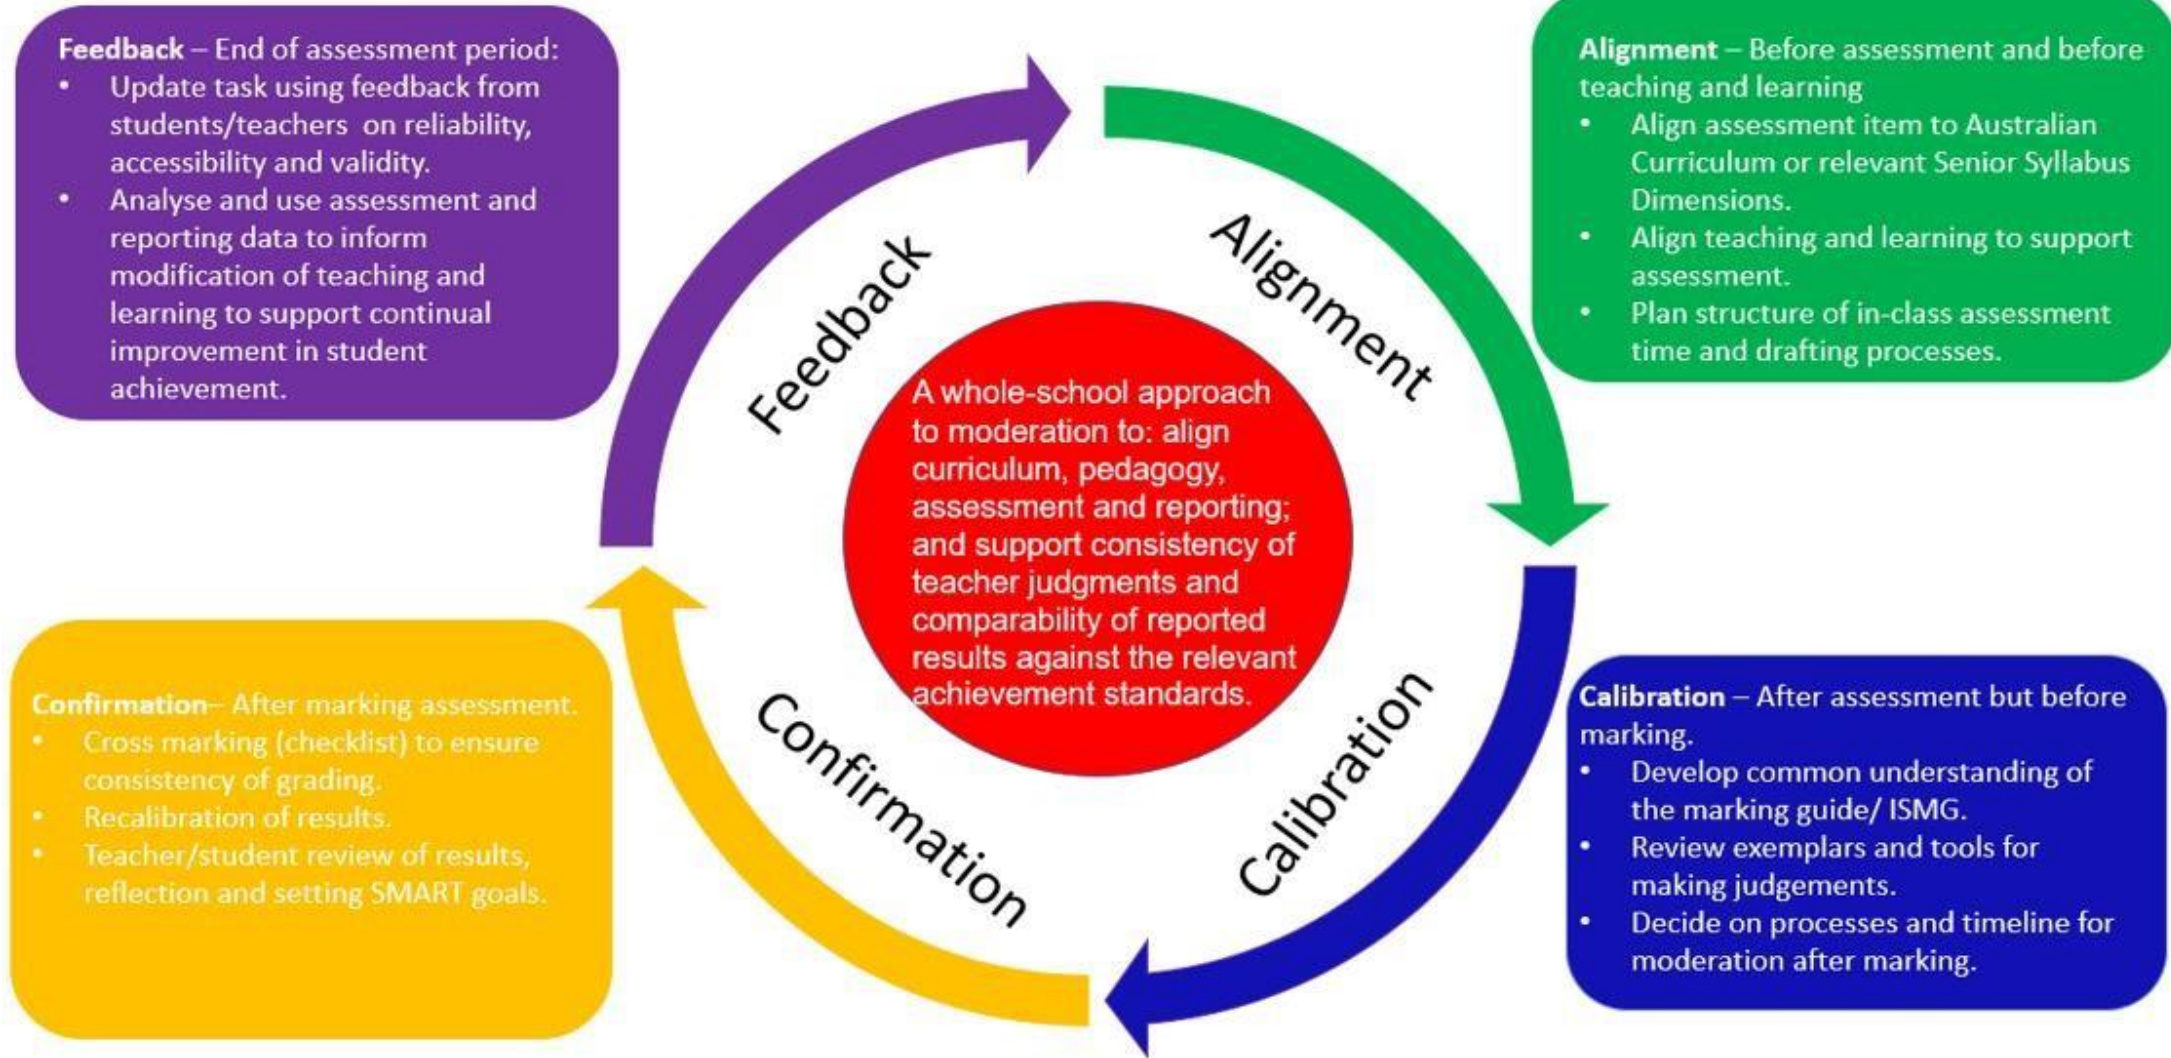 Feedback – End of assessment period:
• Update task using feedback from
students/teachers on reliability,
accessibility and validity.
• Analyse and use assessment and
reporting data to inform
modification of teaching and
learning to support continual
improvement in student
achievement.
Alignment – Before assessment and before
teaching and learning
• Align assessment item to Australian
Curriculum or relevant Senior Syllabus
Dimensions.
• Align teaching and learning to support
assessment.
• Plan structure of in-class assessment
time and drafting processes.
Feedback
Alignment
A whole-school approach
to moderation to: align
curriculum, pedagogy,
assessment and reporting;
and support consistency of
teacher judgments and
comparability of reported
results against the relevant
achievement standards.
Confirmation
Calibration
Confirmation– After marking assessment.
• Cross marking (checklist) to ensure
consistency of grading.
• Recalibration of results.
• Teacher/student review of results,
reflection and setting SMART goals.
Calibration – After assessment but before
marking.
• Develop common understanding of
the marking guide/ ISMG.
• Review exemplars and tools for
making judgements.
• Decide on processes and timeline for
moderation after marking.